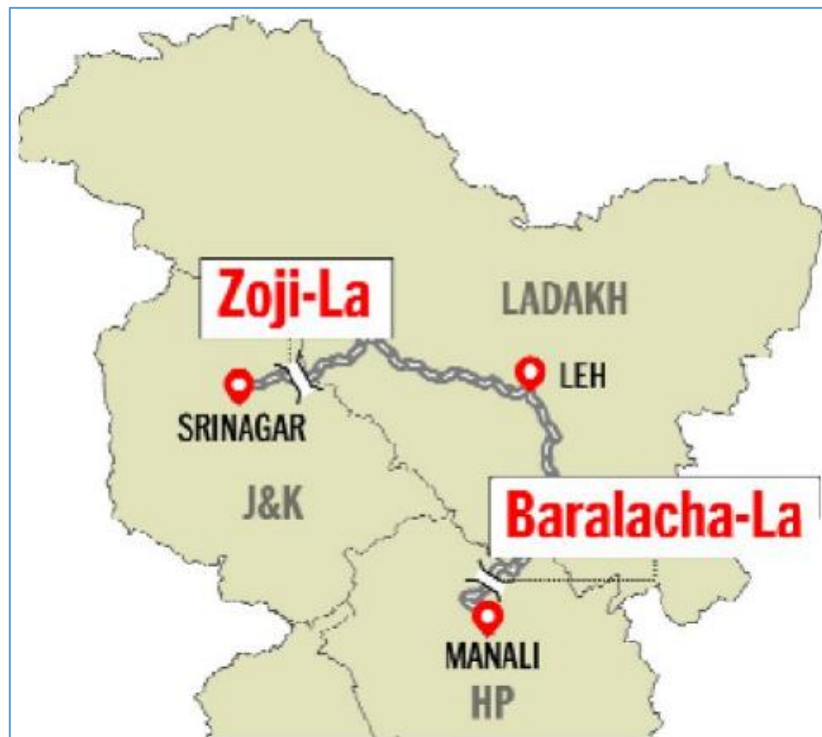 Zoji-La
LADAKH
LEH
SRINAGAR
J&K
Baralacha-La
MANALI
HP